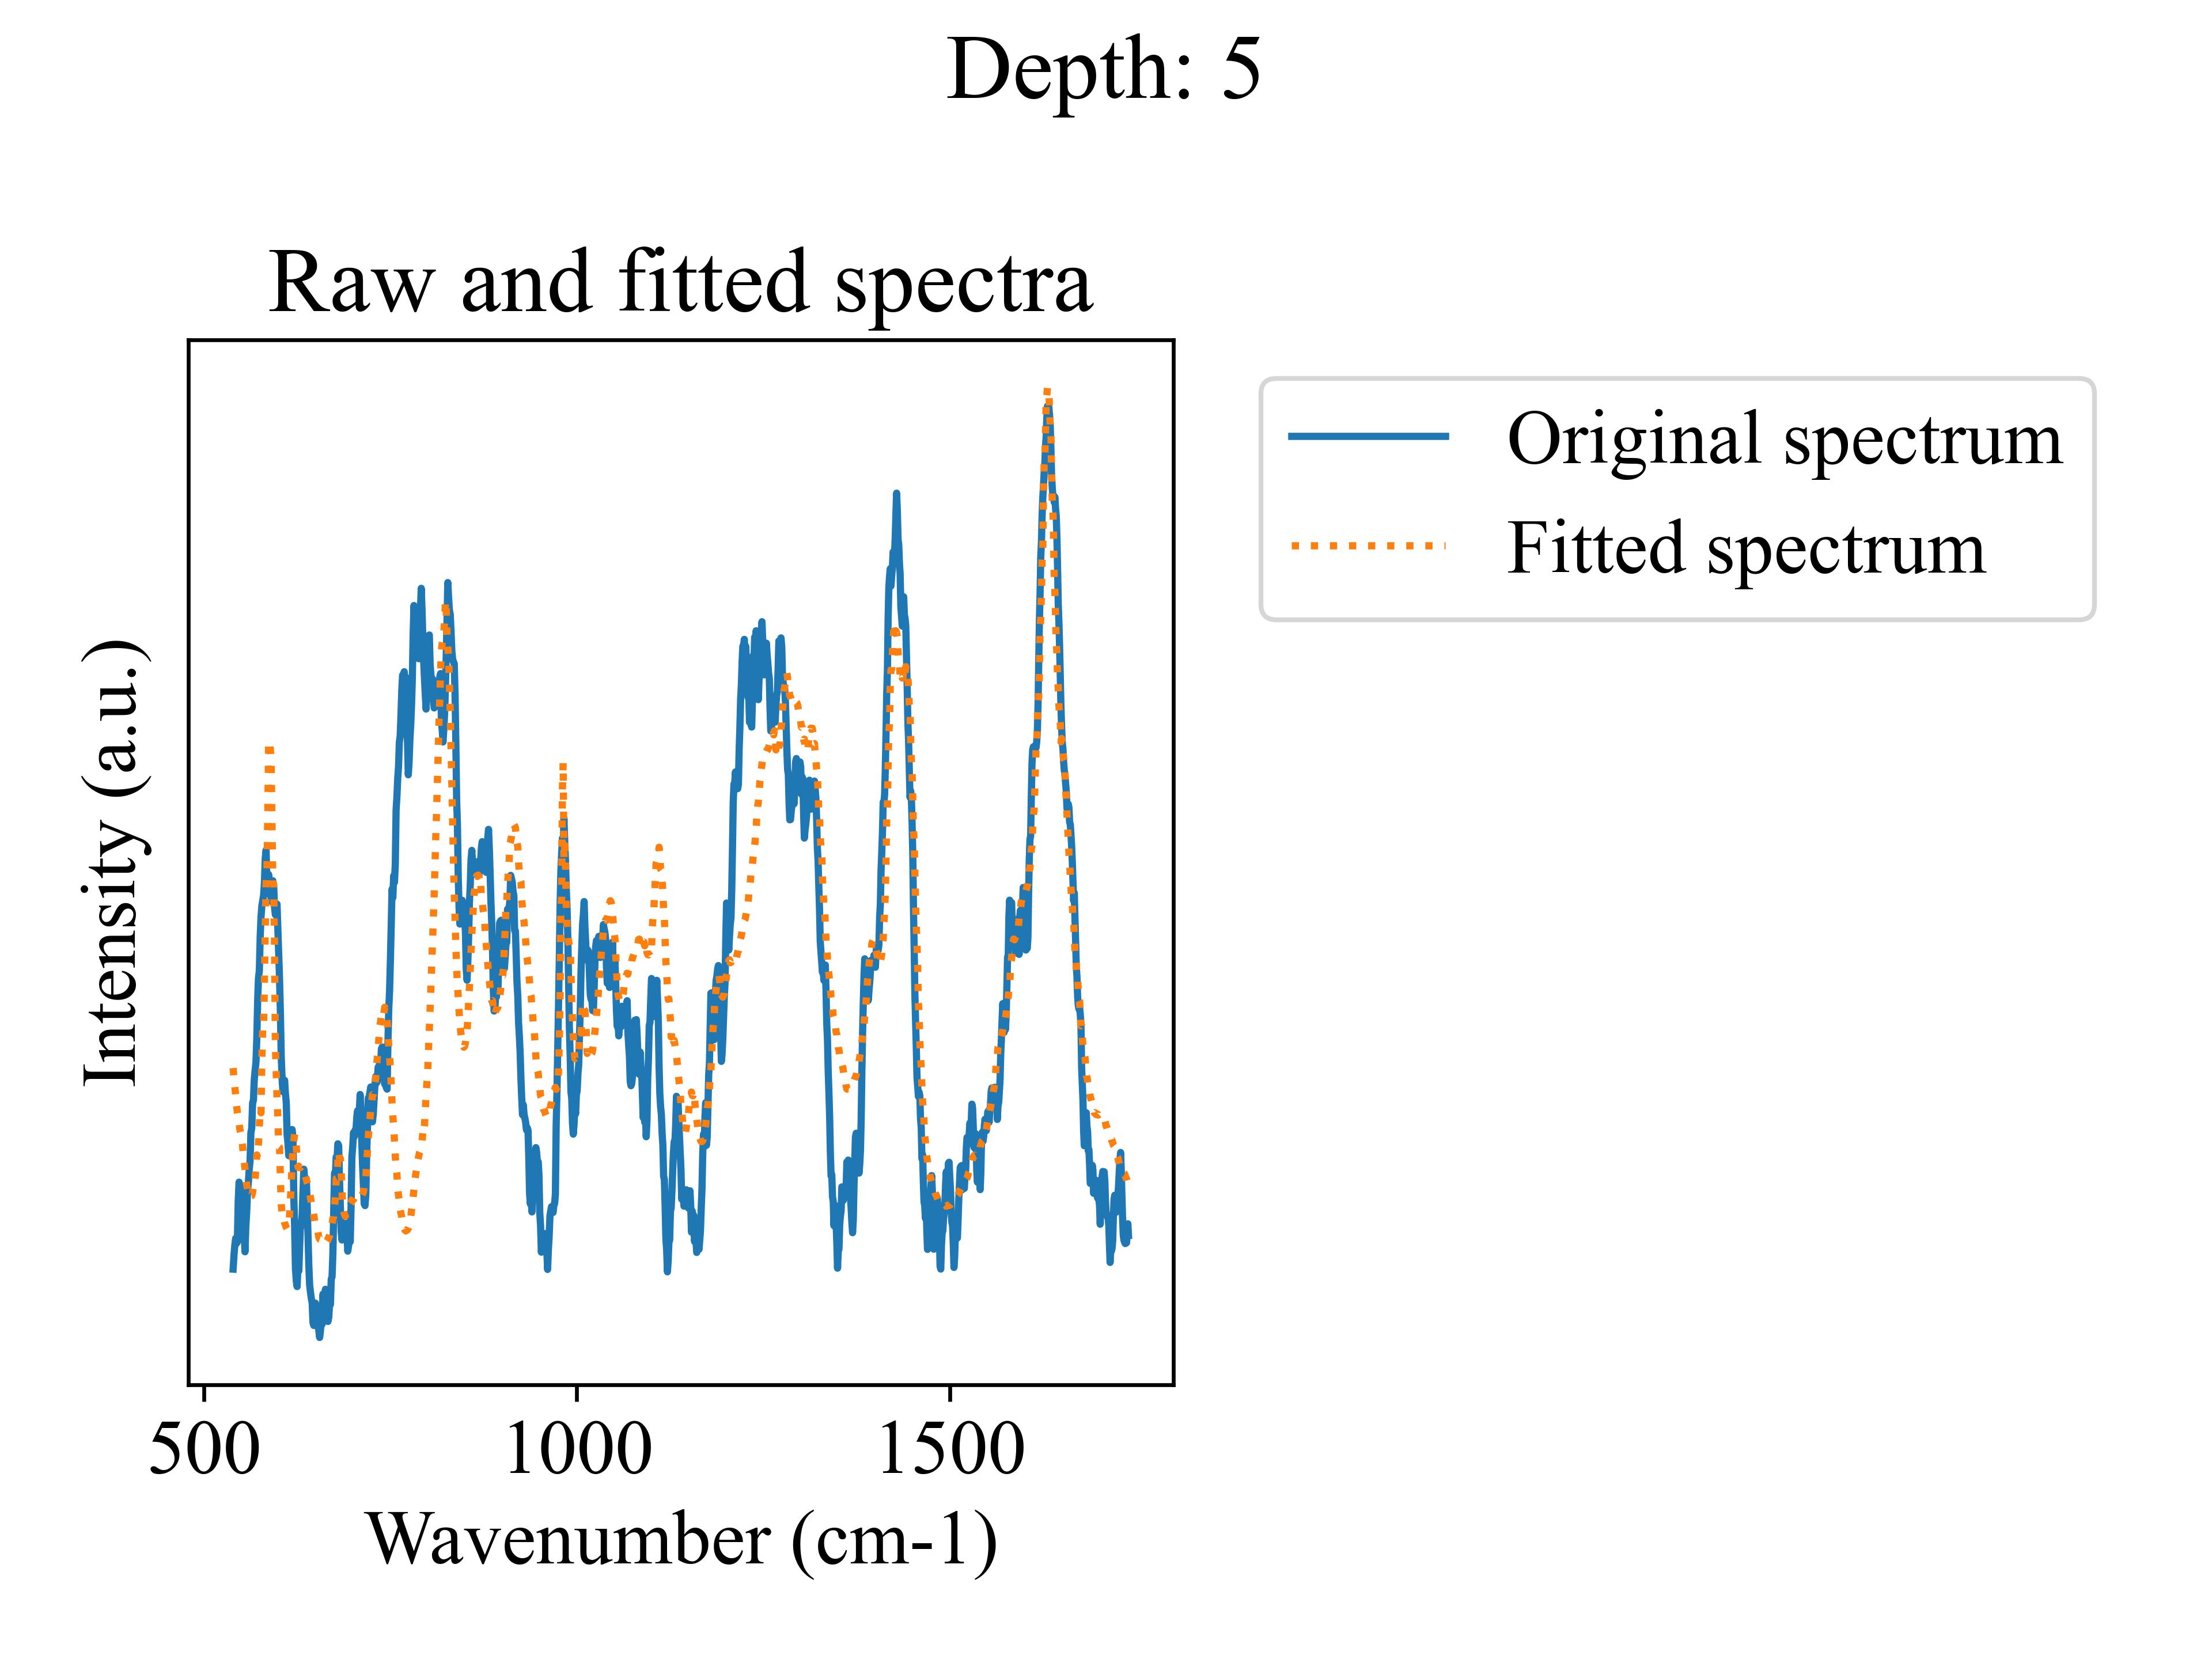 Depth: 5
Raw and fitted spectra
Original spectrum
Fitted spectrum
Intensity (a.u.)
500 1000 1500
Wavenumber (cm-1)